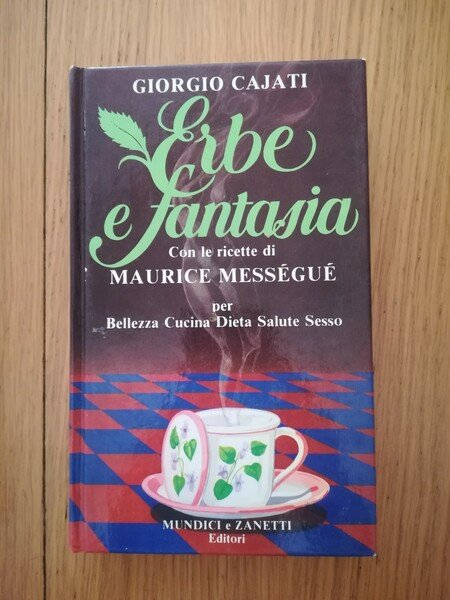 GIORGIO CAJATI
Erbe
e fantasia
Con le ricette di
MAURICE MESSÉGUÉ
per
Bellezza Cucina Dieta Salute Sesso
MUNDICI e ZANETTI
Editori